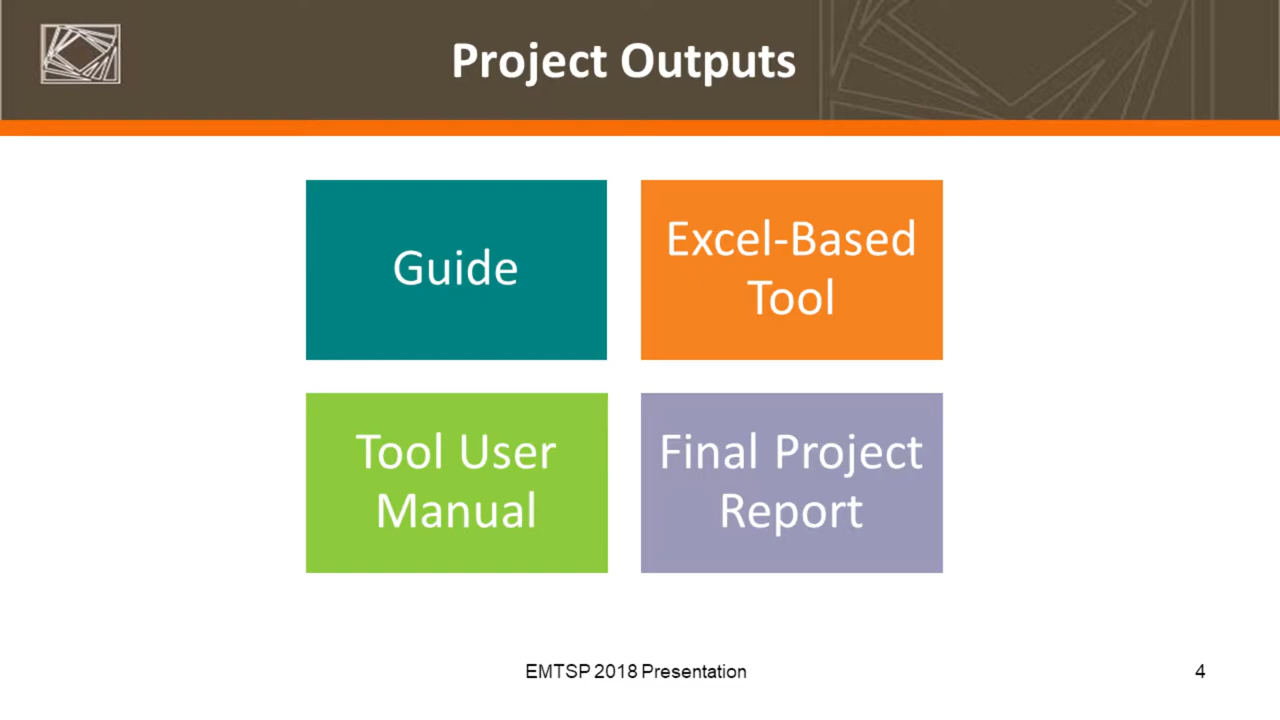 Project Outputs
Guide
Excel-Based
Tool
Tool User
Manual
Final Project
Report
EMTSP 2018 Presentation
4